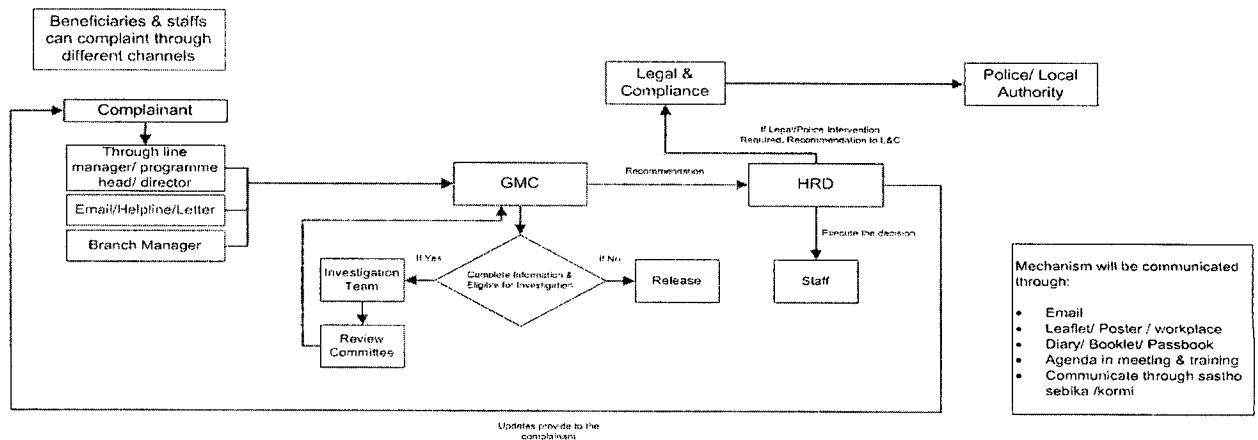 Beneficiaries & staffs
can complaint through
different channels
Complainant
Through line
manager/ programme
head/ director
Email/Helpline/Letter
Branch Manager
GMC
Recommendation
HRD
Legal &
Compliance
Police/ Local
Authority
If Legal/Police Intervention
Required, Recommendation to L&C
Execute the decision
Staff
If Yes
Complete Information &
Eligible for Investigation
If No
Release
Investigation
Team
Review
Committee
Mechanism will be communicated
through:
• Email
• Leaflet/ Poster / workplace
• Diary/ Booklet/ Passbook
• Agenda in meeting & training
• Communicate through sastho
sebika /kormi
Updates provide to the
complainant